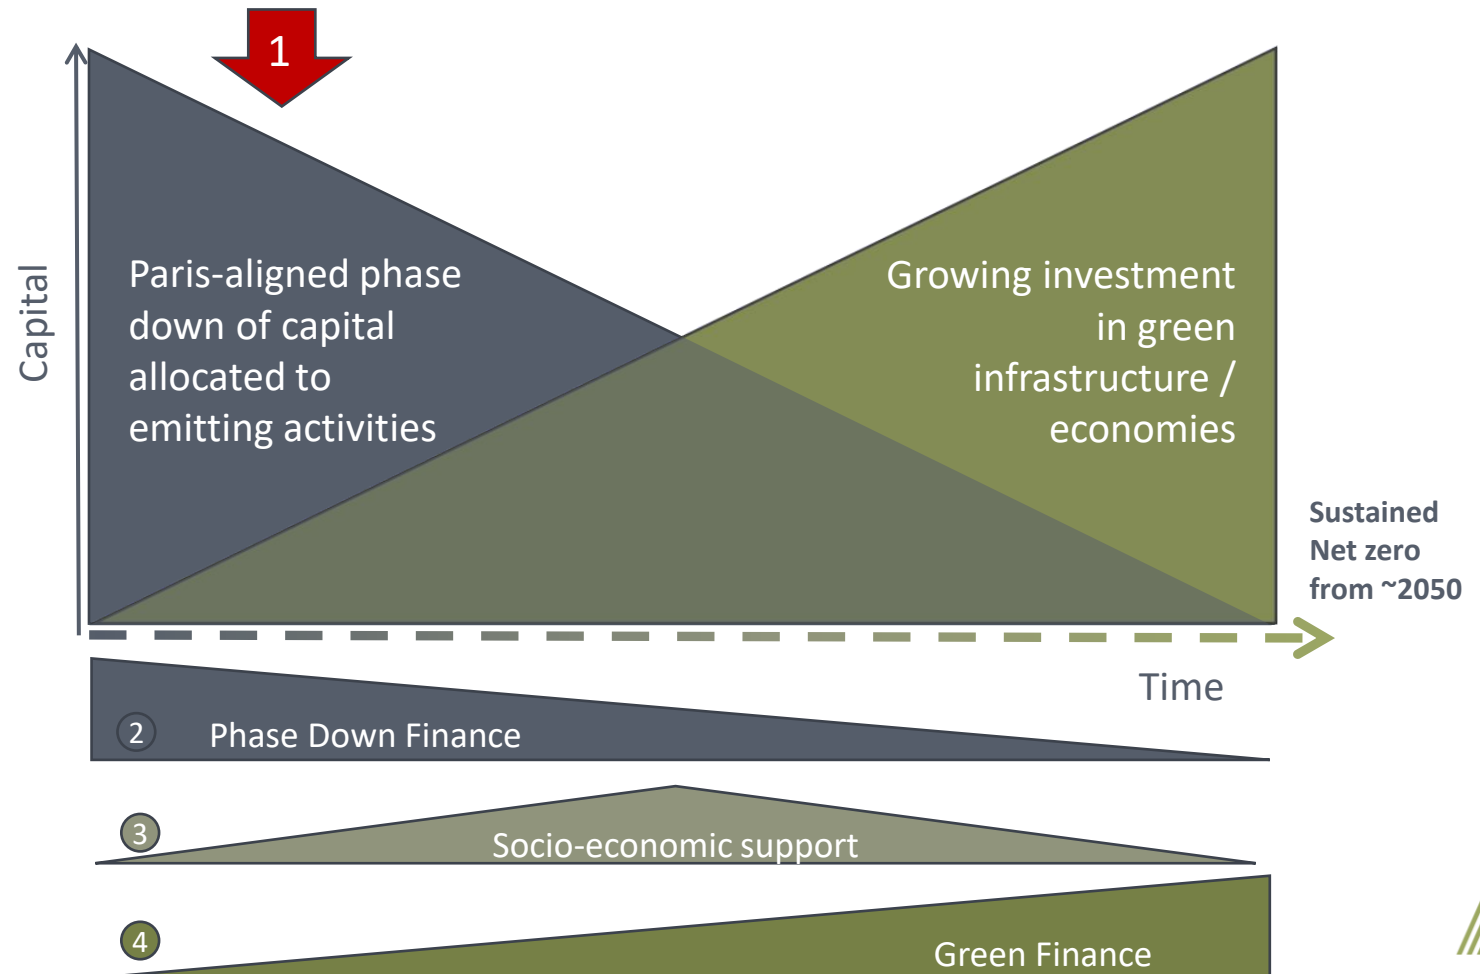 1
Capital
Paris-aligned phase
down of capital
allocated to
emitting activities
Growing investment
in green
infrastructure /
economies
Sustained
Net zero
from ~2050
Time
2
Phase Down Finance
3
Socio-economic support
4
Green Finance